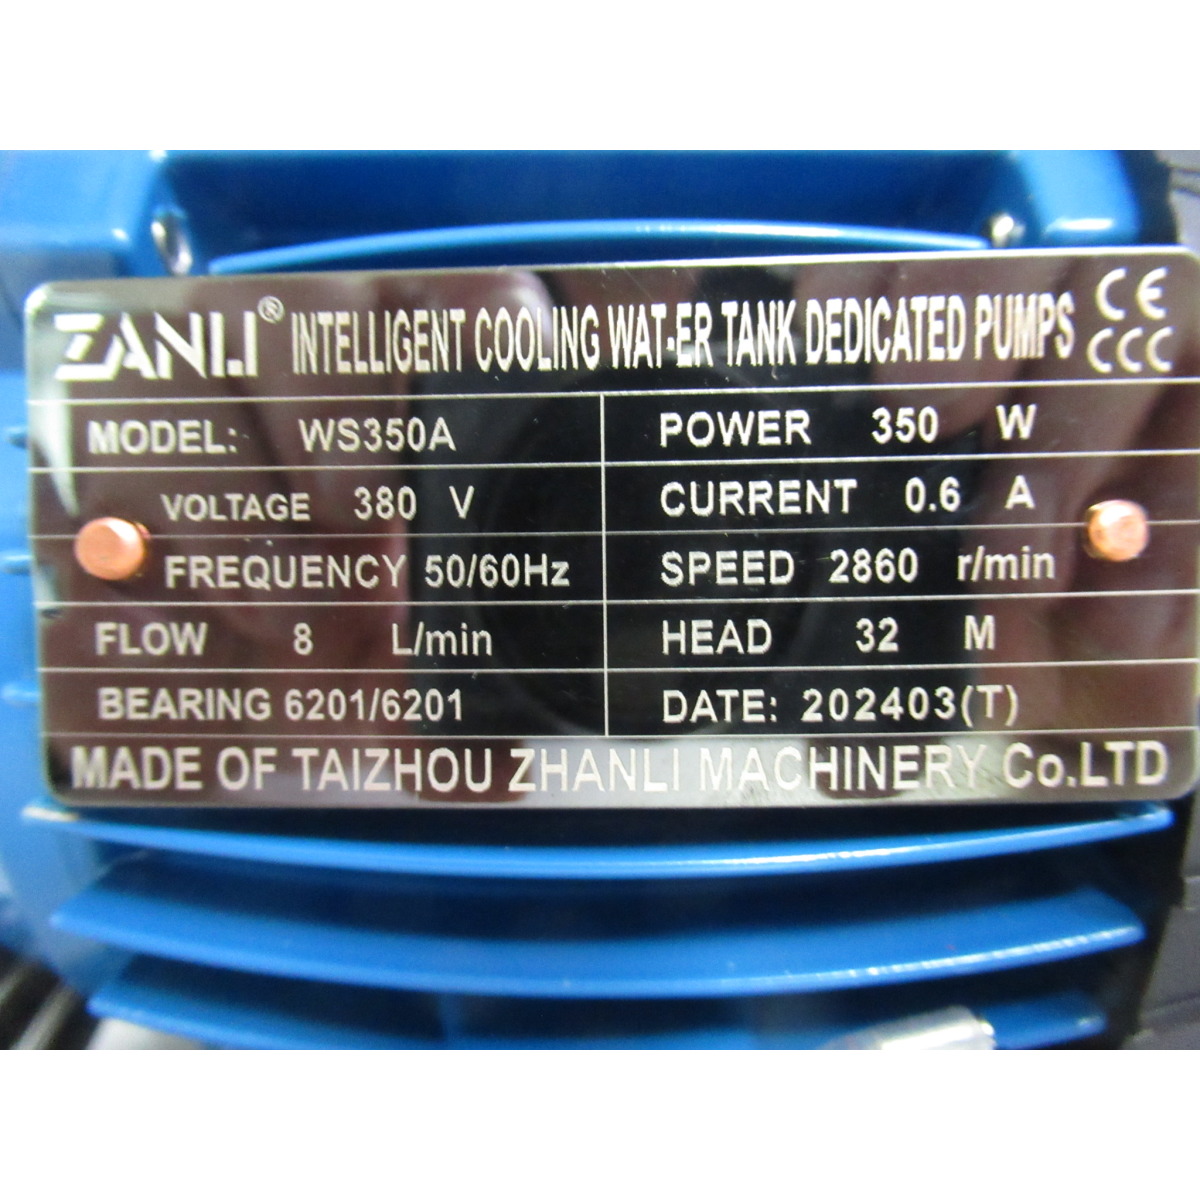 ZANLI® INTELLIGENT COOLING WAT-ER TANK DEDICATED PUMPS CE CCC
MODEL: WS350A POWER 350 W
VOLTAGE 380 V CURRENT 0.6 A
FREQUENCY 50/60Hz SPEED 2860 r/min
FLOW 8 L/min HEAD 32 M
BEARING 6201/6201 DATE: 202403(T)
MADE OF TAIZHOU ZHANLI MACHINERY Co.LTD